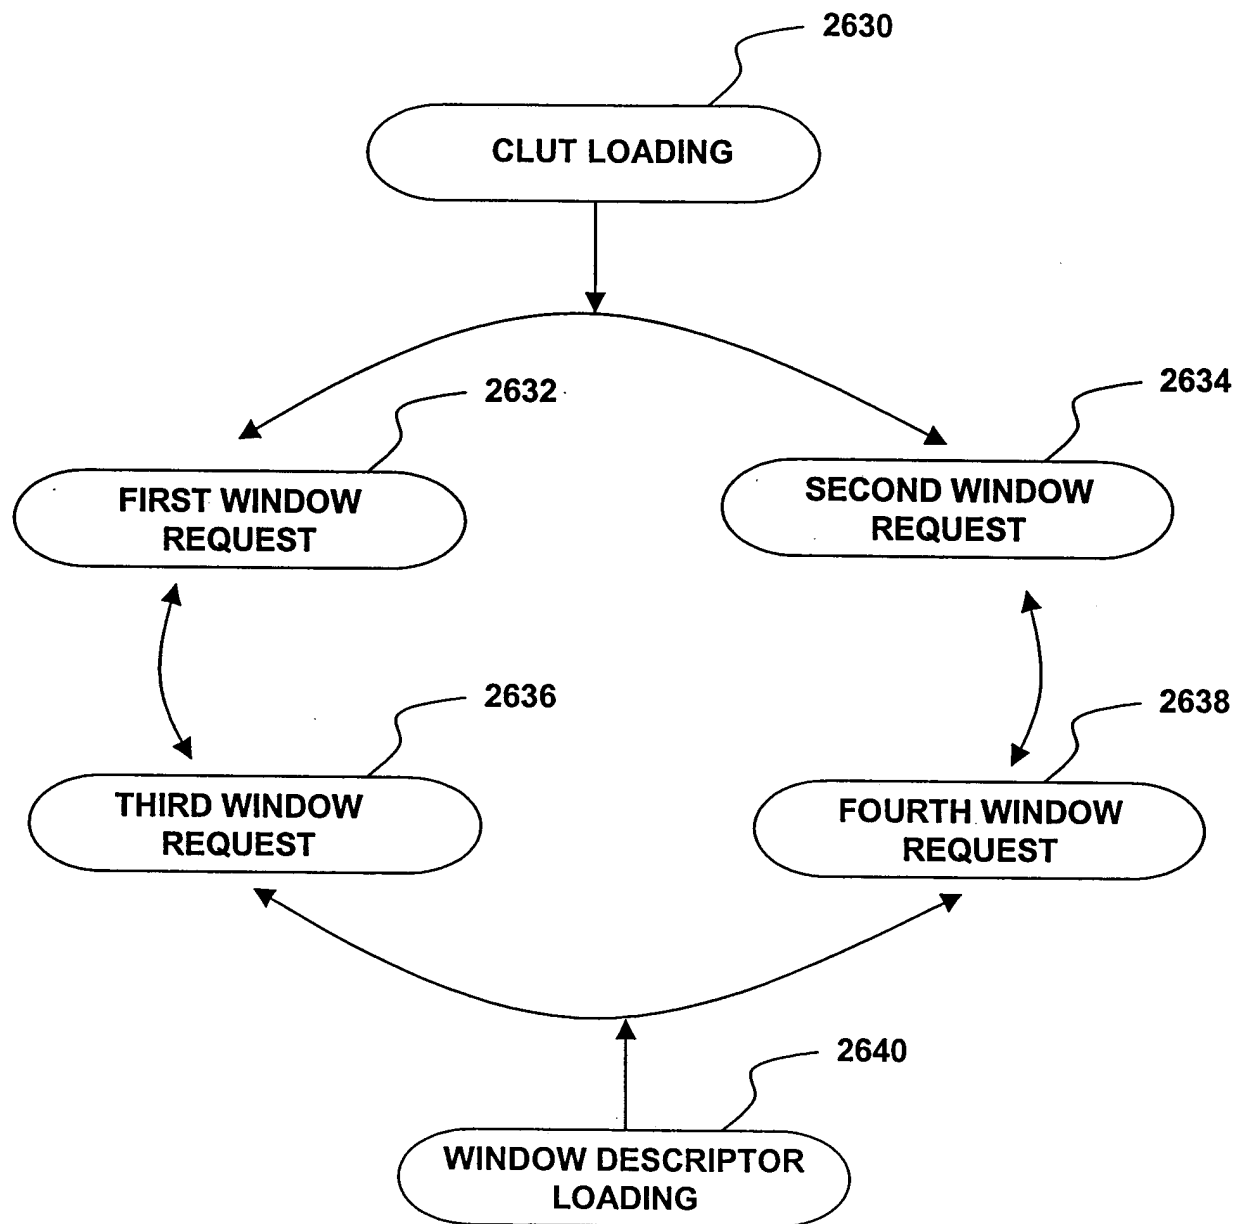 2630
CLUT LOADING
2632
2634
FIRST WINDOW
REQUEST
SECOND WINDOW
REQUEST
2636
2638
THIRD WINDOW
REQUEST
FOURTH WINDOW
REQUEST
2640
WINDOW DESCRIPTOR
LOADING